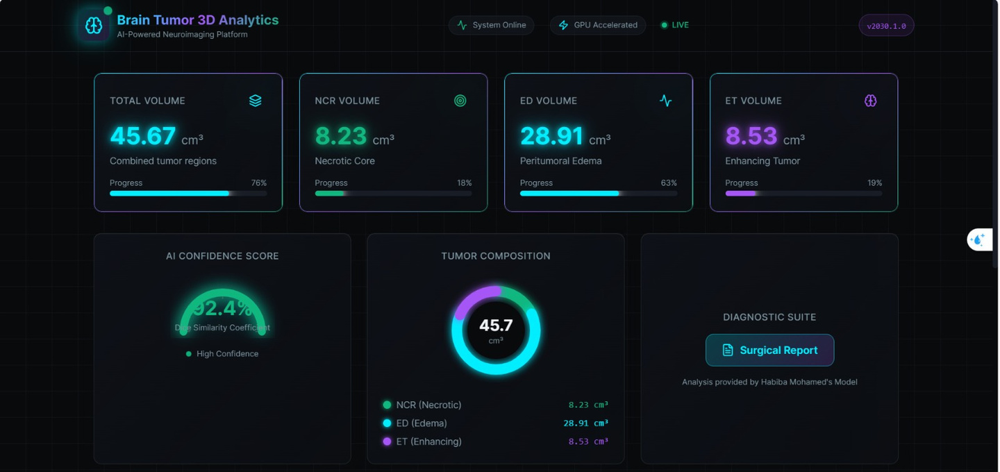 Brain Tumor 3D Analytics
AI-Powered Neuroimaging Platform
System Online
GPU Accelerated
LIVE
v2030.1.0
TOTAL VOLUME
45.67 cm³
Combined tumor regions
Progress 76%
NCR VOLUME
8.23 cm³
Necrotic Core
Progress 18%
ED VOLUME
28.91 cm³
Peritumoral Edema
Progress 63%
ET VOLUME
8.53 cm³
Enhancing Tumor
Progress 19%
AI CONFIDENCE SCORE
92.4%
Dice Similarity Coefficient
High Confidence
TUMOR COMPOSITION
45.7
cm³
NCR (Necrotic) 8.23 cm³
ED (Edema) 28.91 cm³
ET (Enhancing) 8.53 cm³
DIAGNOSTIC SUITE
Surgical Report
Analysis provided by Habiba Mohamed's Model